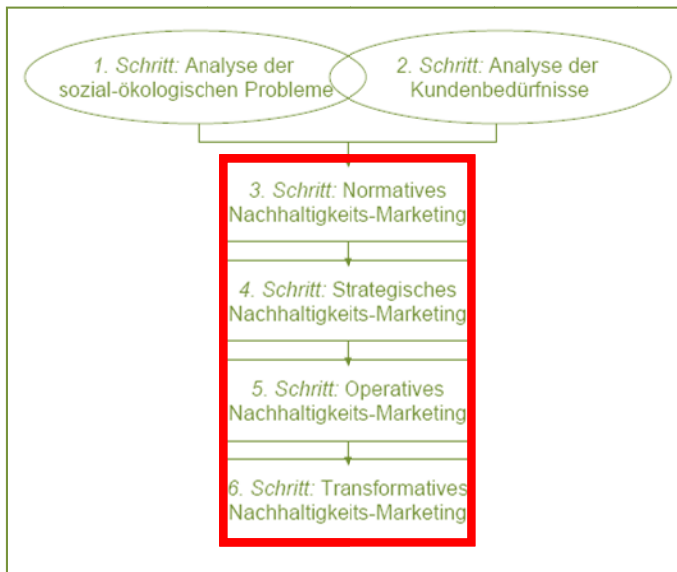 1. Schritt: Analyse der
sozial-ökologischen Probleme
2. Schritt: Analyse der
Kundenbedürfnisse
3. Schritt: Normatives
Nachhaltigkeits-Marketing
4. Schritt: Strategisches
Nachhaltigkeits-Marketing
5. Schritt: Operatives
Nachhaltigkeits-Marketing
6. Schritt: Transformatives
Nachhaltigkeits-Marketing